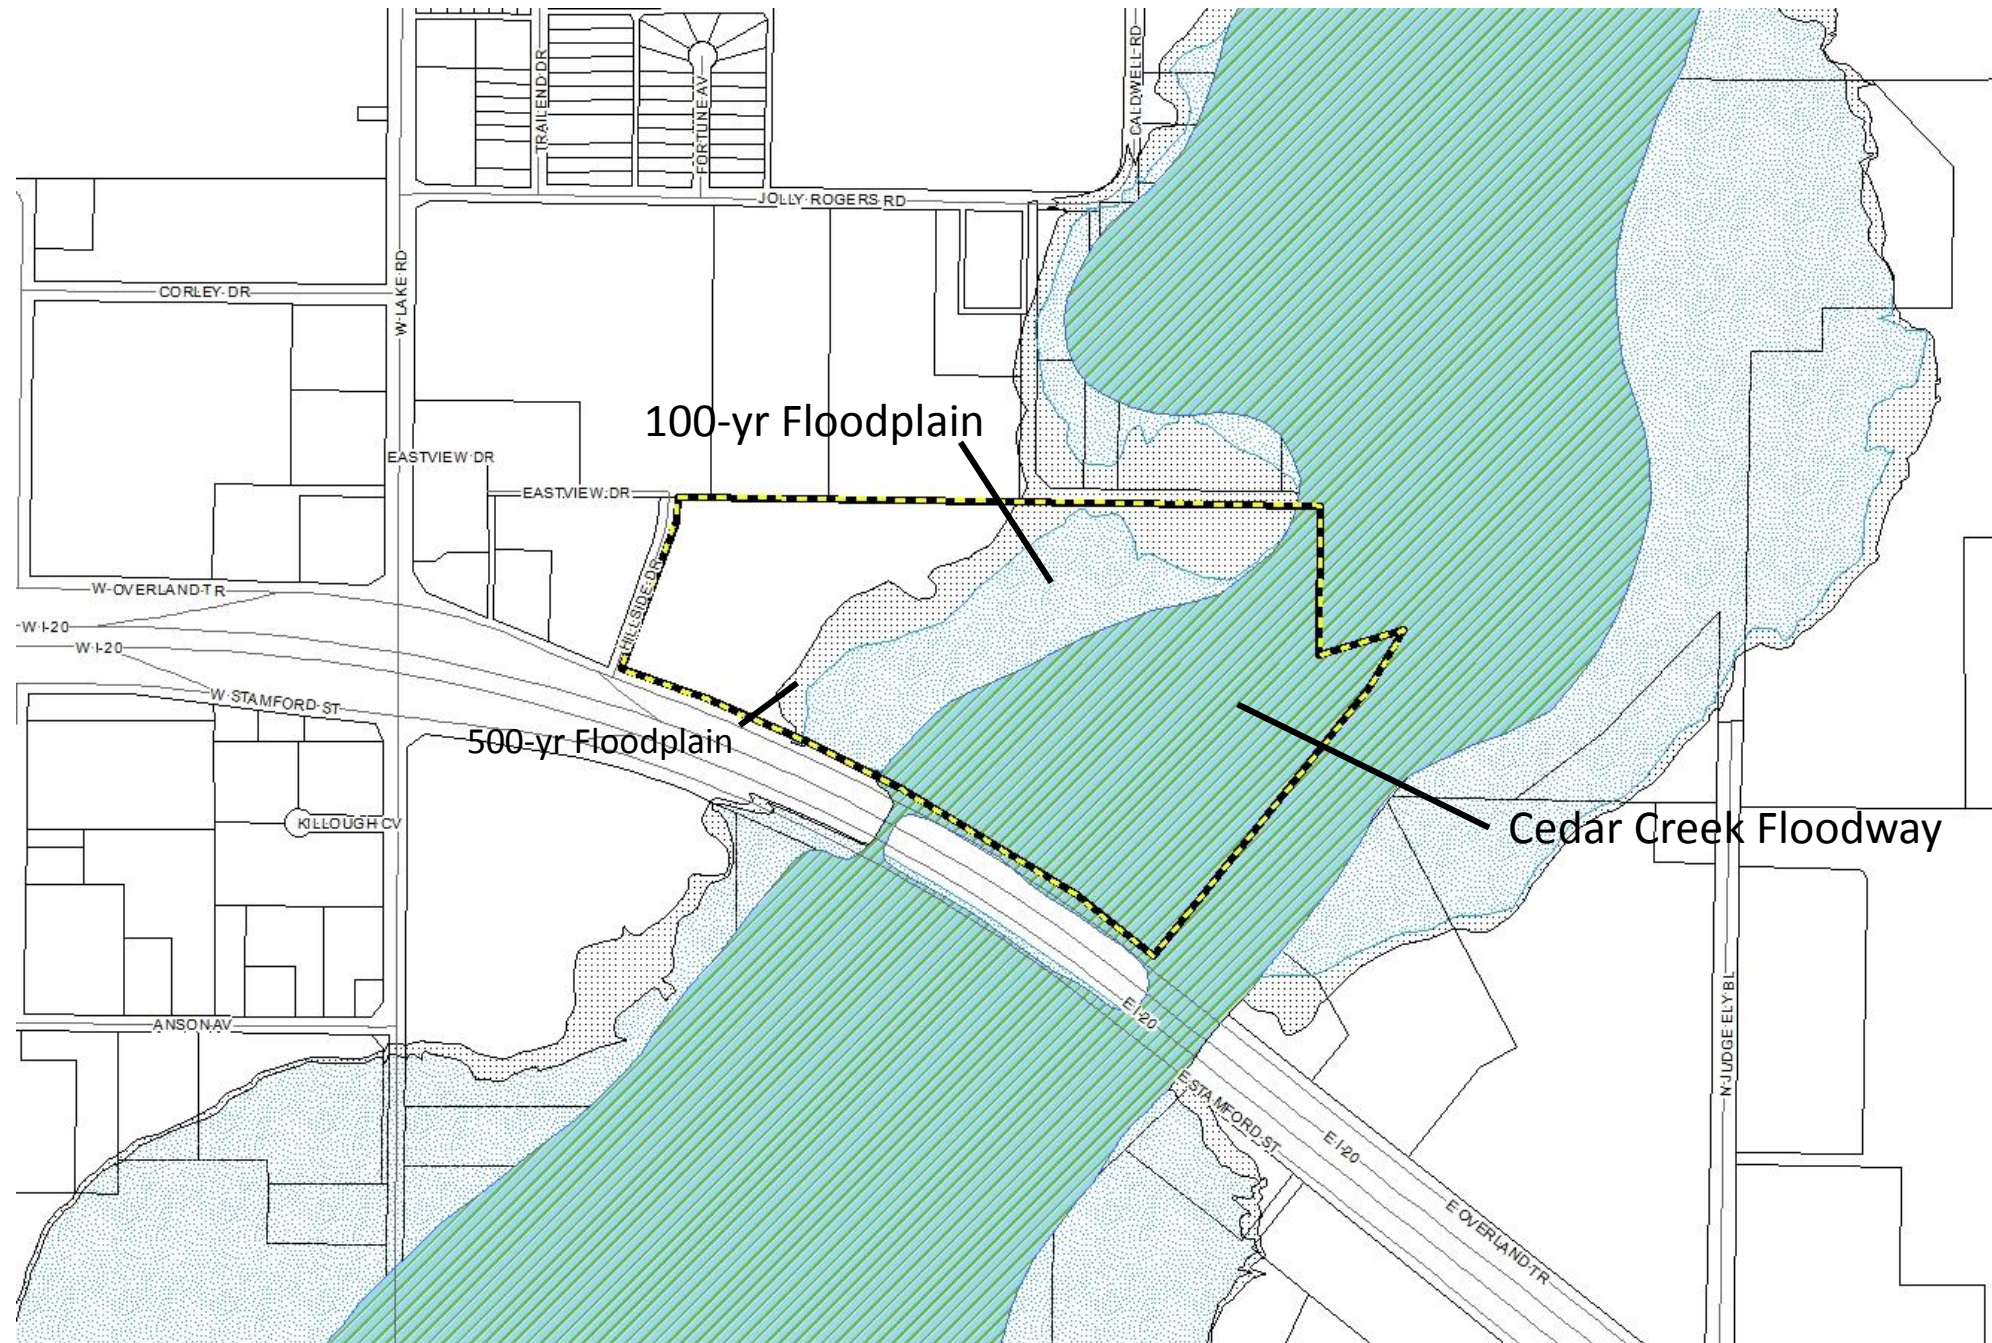 TRAIL END DR
FORTUNE AV
CALDWELL RD
JOLLY ROGERS RD
W LAKE RD
CORLEY DR
100-yr Floodplain
EASTVIEW DR
EASTVIEW DR
HILLSIDE DR
W OVERLAND TR
W I-20
W I-20
W STAMFORD ST
500-yr Floodplain
KILLOUGH CV
Cedar Creek Floodway
ANSON AV
E I-20
N JUDGE ELY BL
E STAMFORD ST
E I-20
E OVERLAND TR